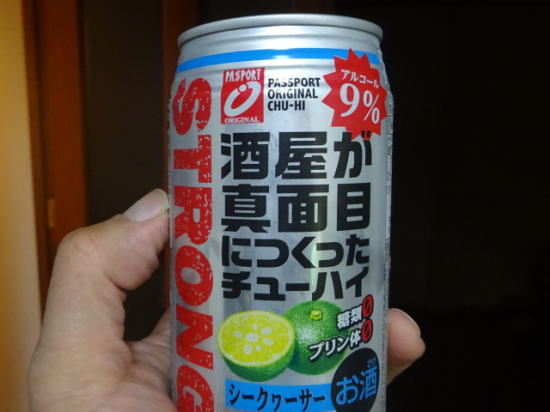 STRONG
PASSPORT
ORIGINAL
PASSPORT
ORIGINAL
CHU-HI
アルコール
9%
酒屋が
真面目
につくった
チューハイ
糖類0
プリン体0
シークヮーサー
お酒